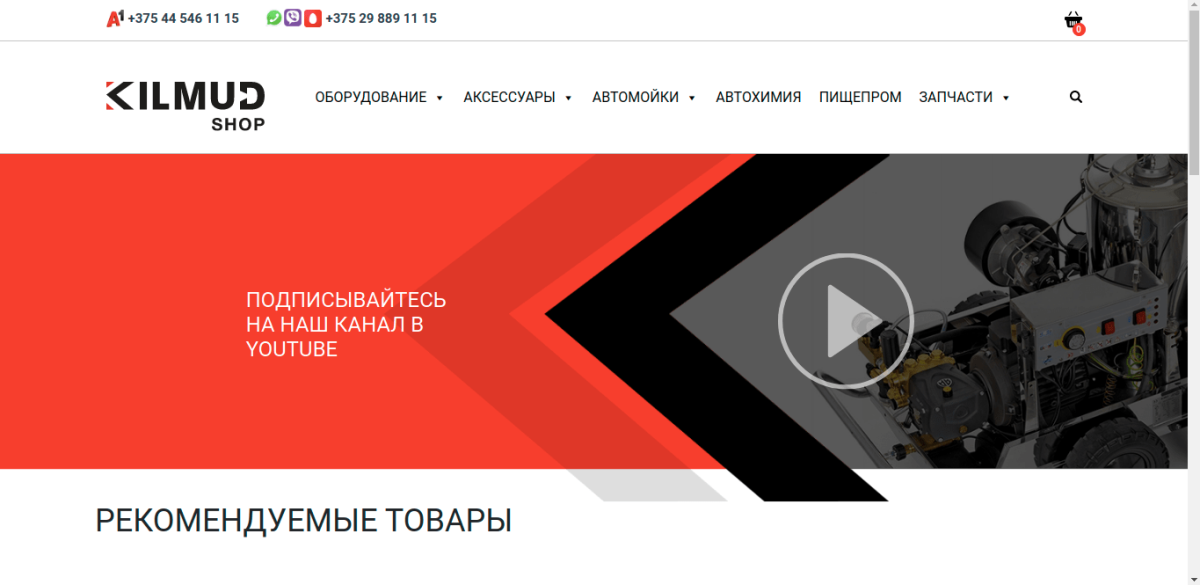 A1 +375 44 546 11 15
+375 29 889 11 15
0
KILMUD
SHOP
ОБОРУДОВАНИЕ
АКСЕССУАРЫ
АВТОМОЙКИ
АВТОХИМИЯ
ПИЩЕПРОМ
ЗАПЧАСТИ
ПОДПИСЫВАЙТЕСЬ
НА НАШ КАНАЛ В
YOUTUBE
РЕКОМЕНДУЕМЫЕ ТОВАРЫ